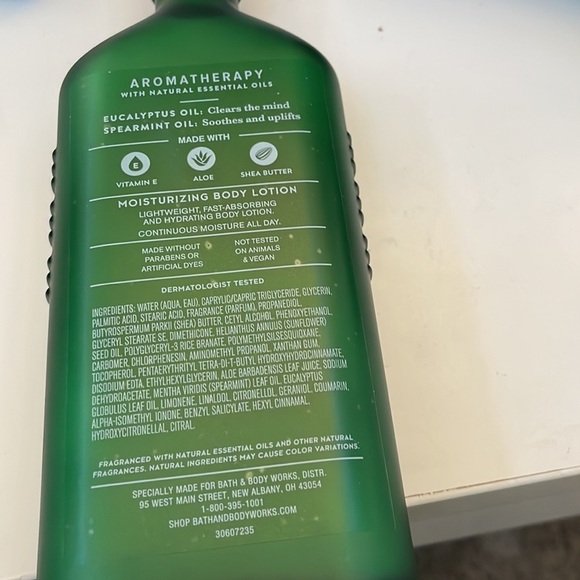 AROMATHERAPY
WITH NATURAL ESSENTIAL OILS
EUCALYPTUS OIL: Clears the mind
SPEARMINT OIL: Soothes and uplifts
MADE WITH
E
VITAMIN E
ALOE
SHEA BUTTER
MOISTURIZING BODY LOTION
LIGHTWEIGHT, FAST-ABSORBING
AND HYDRATING BODY LOTION.
CONTINUOUS MOISTURE ALL DAY.
MADE WITHOUT
PARABENS OR
ARTIFICIAL DYES
NOT TESTED
ON ANIMALS
& VEGAN
DERMATOLOGIST TESTED
INGREDIENTS: WATER (AQUA, EAU), CAPRYLIC/CAPRIC TRIGLYCERIDE, GLYCERIN,
PALMITIC ACID, STEARIC ACID, FRAGRANCE (PARFUM), PROPANEDIOL,
BUTYROSPERMUM PARKII (SHEA) BUTTER, CETYL ALCOHOL, PHENOXYETHANOL,
GLYCERYL STEARATE SE, DIMETHICONE, HELIANTHUS ANNUUS (SUNFLOWER)
SEED OIL, POLYGLYCERYL-3 RICE BRANATE, POLYMETHYLSILSESQUIOXANE,
CARBOMER, CHLORPHENESIN, AMINOMETHYL PROPANOL, XANTHAN GUM,
TOCOPHEROL, PENTAERYTHRITYL TETRA-DI-T-BUTYL HYDROXYHYDROCINNAMATE,
DISODIUM EDTA, ETHYLHEXYLGLYCERIN, ALOE BARBADENSIS LEAF JUICE, SODIUM
DEHYDROACETATE, MENTHA VIRIDIS (SPEARMINT) LEAF OIL, EUCALYPTUS
GLOBULUS LEAF OIL, LIMONENE, LINALOOL, CITRONELLOL, GERANIOL, COUMARIN,
ALPHA-ISOMETHYL IONONE, BENZYL SALICYLATE, HEXYL CINNAMAL,
HYDROXYCITRONELLAL, CITRAL.
FRAGRANCED WITH NATURAL ESSENTIAL OILS AND OTHER NATURAL
FRAGRANCES. NATURAL INGREDIENTS MAY CAUSE COLOR VARIATIONS.
SPECIALLY MADE FOR BATH & BODY WORKS, DISTR.
95 WEST MAIN STREET, NEW ALBANY, OH 43054
1-800-395-1001
SHOP BATHANDBODYWORKS.COM
30607235